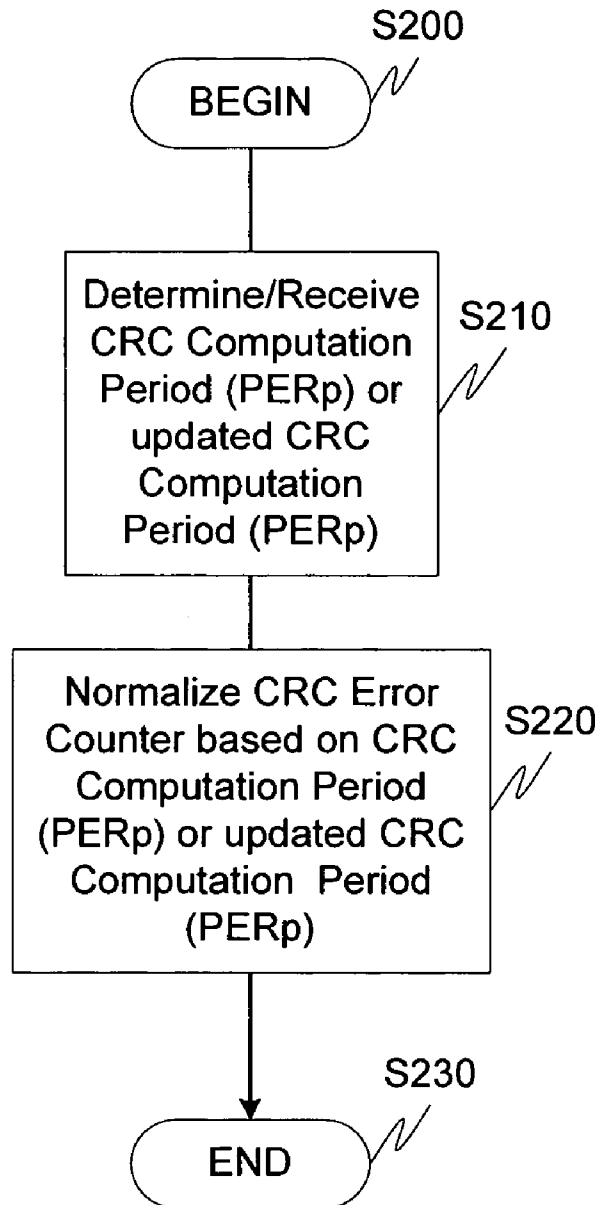 S200
BEGIN
Determine/Receive
CRC Computation
Period (PERp) or
updated CRC
Computation
Period (PERp)
S210
Normalize CRC Error
Counter based on CRC
Computation Period
(PERp) or updated CRC
Computation Period
(PERp)
S220
S230
END